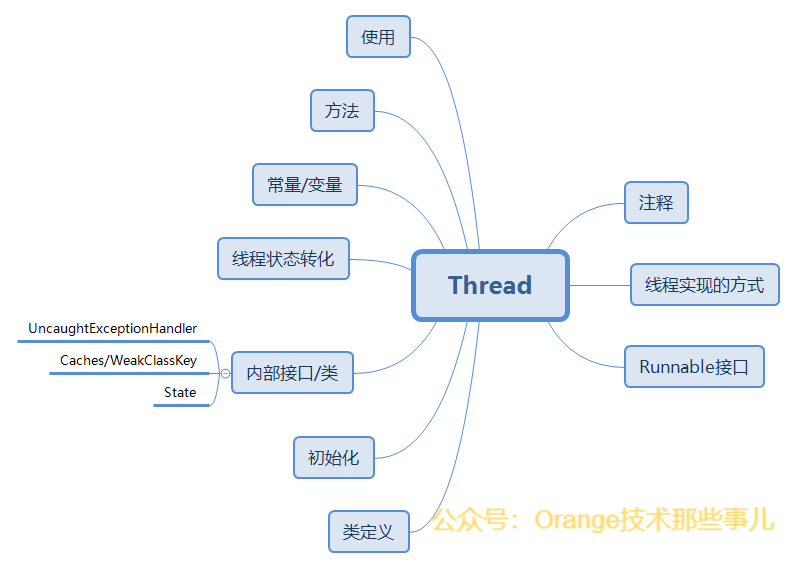 使用
方法
常量/变量
线程状态转化
UncaughtExceptionHandler
Caches/WeakClassKey
State
内部接口/类
初始化
类定义
Thread
注释
线程实现的方式
Runnable接口
公众号：Orange技术那些事儿